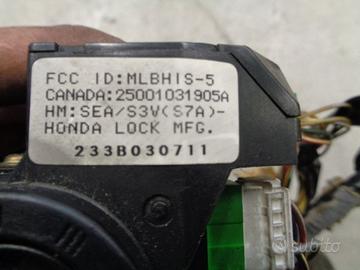 FCC ID:MLBHIS-5
CANADA:25001031905A
HM:SEA/S3V(S7A)-
HONDA LOCK MFG.
233B030711
subito